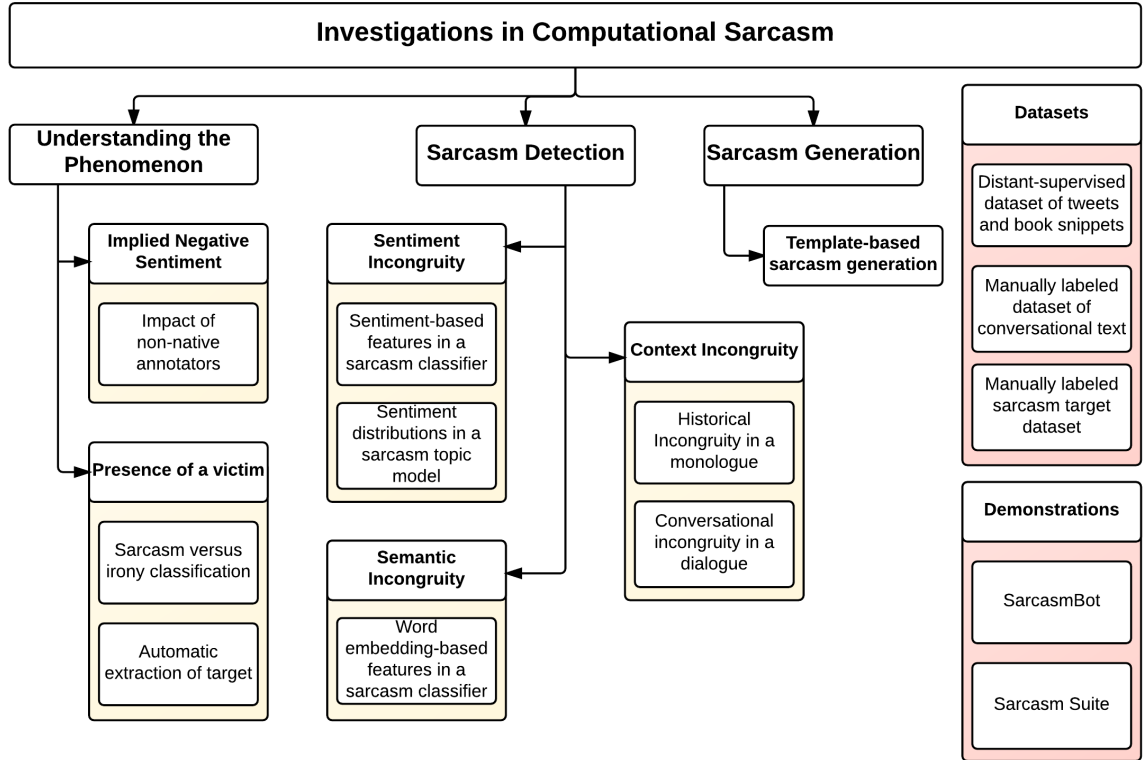 Investigations in Computational Sarcasm
Understanding the
Phenomenon
Implied Negative
Sentiment
Impact of
non-native
annotators
Presence of a victim
Sarcasm versus
irony classification
Automatic
extraction of target
Sarcasm Detection
Sentiment
Incongruity
Sentiment-based
features in a
sarcasm classifier
Sentiment
distributions in a
sarcasm topic
model
Semantic
Incongruity
Word
embedding-based
features in a
sarcasm classifier
Context Incongruity
Historical
Incongruity in a
monologue
Conversational
incongruity in a
dialogue
Sarcasm Generation
Template-based
sarcasm generation
Datasets
Distant-supervised
dataset of tweets
and book snippets
Manually labeled
dataset of
conversational text
Manually labeled
sarcasm target
dataset
Demonstrations
SarcasmBot
Sarcasm Suite